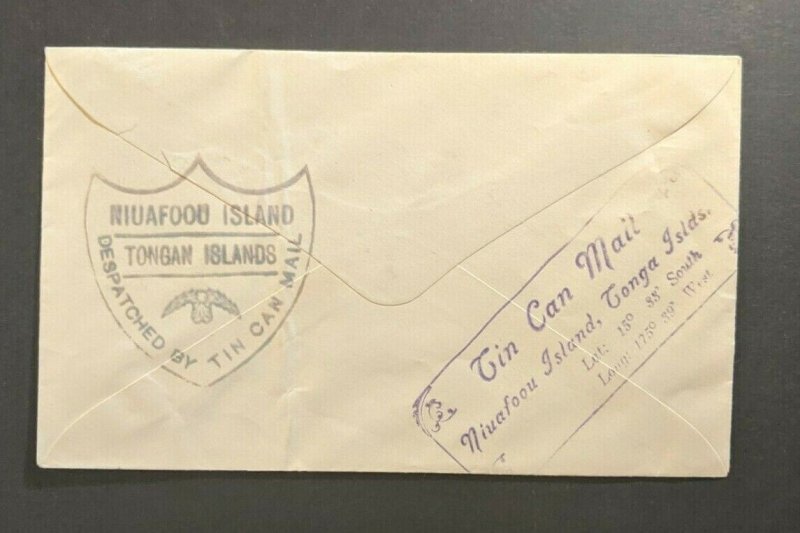 NIUAFOOU ISLAND
TONGAN ISLANDS
DESPATCHED BY TIN CAN MAIL
Tin Can Mail
Niuafoou Island, Tonga Islds.
Lat: 15° 33' South
Long: 175° 39' West